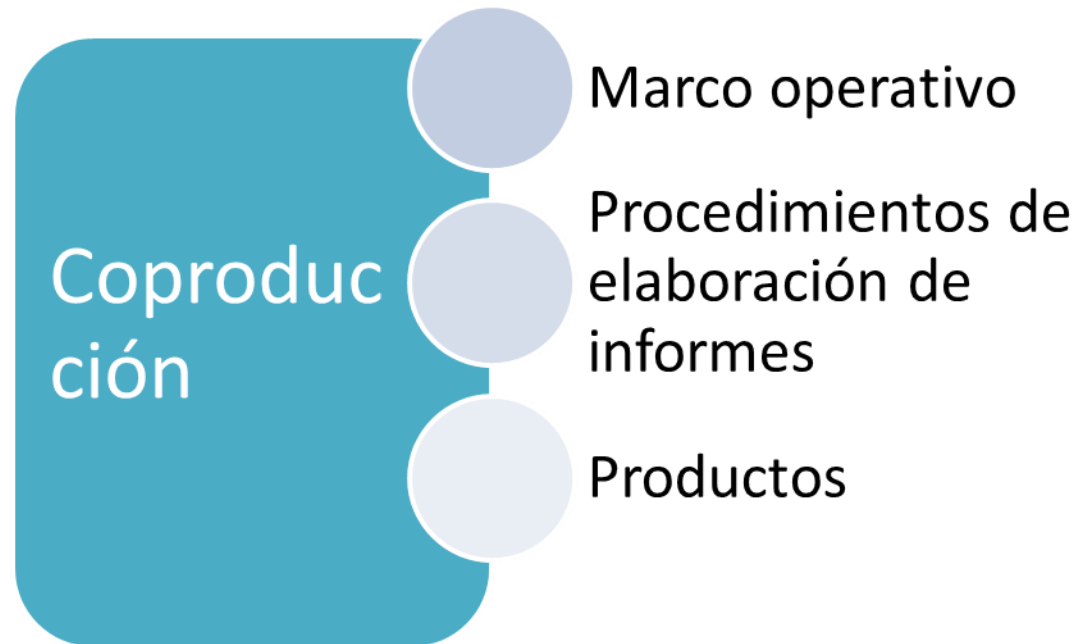 Coproduc
ción
Marco operativo
Procedimientos de
elaboración de
informes
Productos